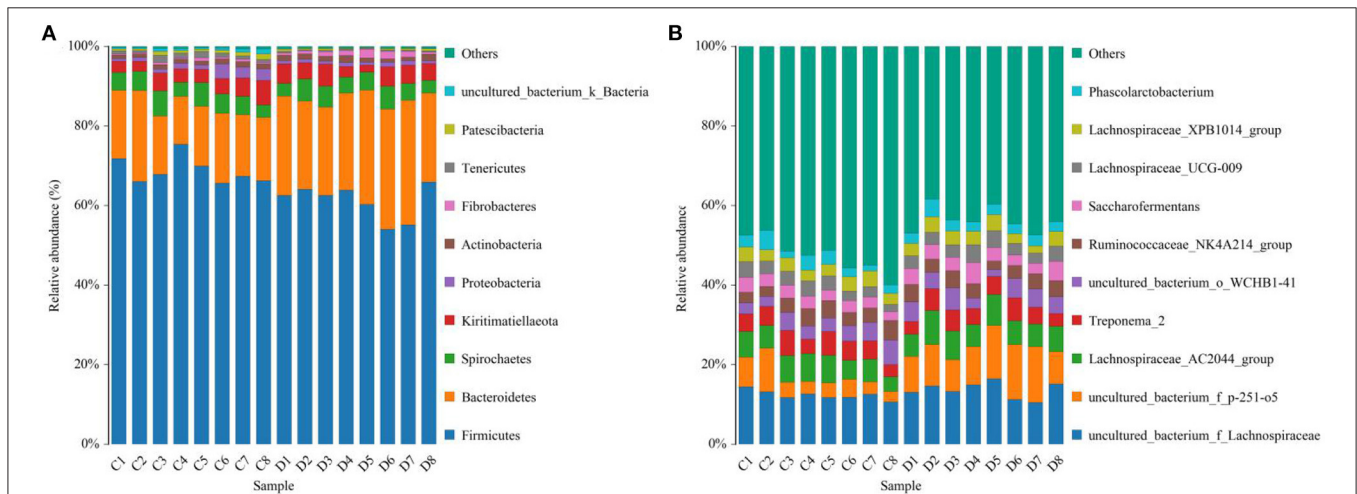 A
Relative abundance (%)
100%
80%
60%
40%
20%
0%
C1 C2 C3 C4 C5 C6 C7 C8 D1 D2 D3 D4 D5 D6 D7 D8
Sample
Others
uncultured_bacterium_k_Bacteria
Patescibacteria
Tenericutes
Fibrobacteres
Actinobacteria
Proteobacteria
Kiritimatiellaeota
Spirochaetes
Bacteroidetes
Firmicutes
B
Relative abundance
100%
80%
60%
40%
20%
0%
C1 C2 C3 C4 C5 C6 C7 C8 D1 D2 D3 D4 D5 D6 D7 D8
Sample
Others
Phascolarctobacterium
Lachnospiraceae_XPB1014_group
Lachnospiraceae_UCG-009
Saccharofermentans
Ruminococcaceae_NK4A214_group
uncultured_bacterium_o_WCHB1-41
Treponema_2
Lachnospiraceae_AC2044_group
uncultured_bacterium_f_p-251-o5
uncultured_bacterium_f_Lachnospiraceae